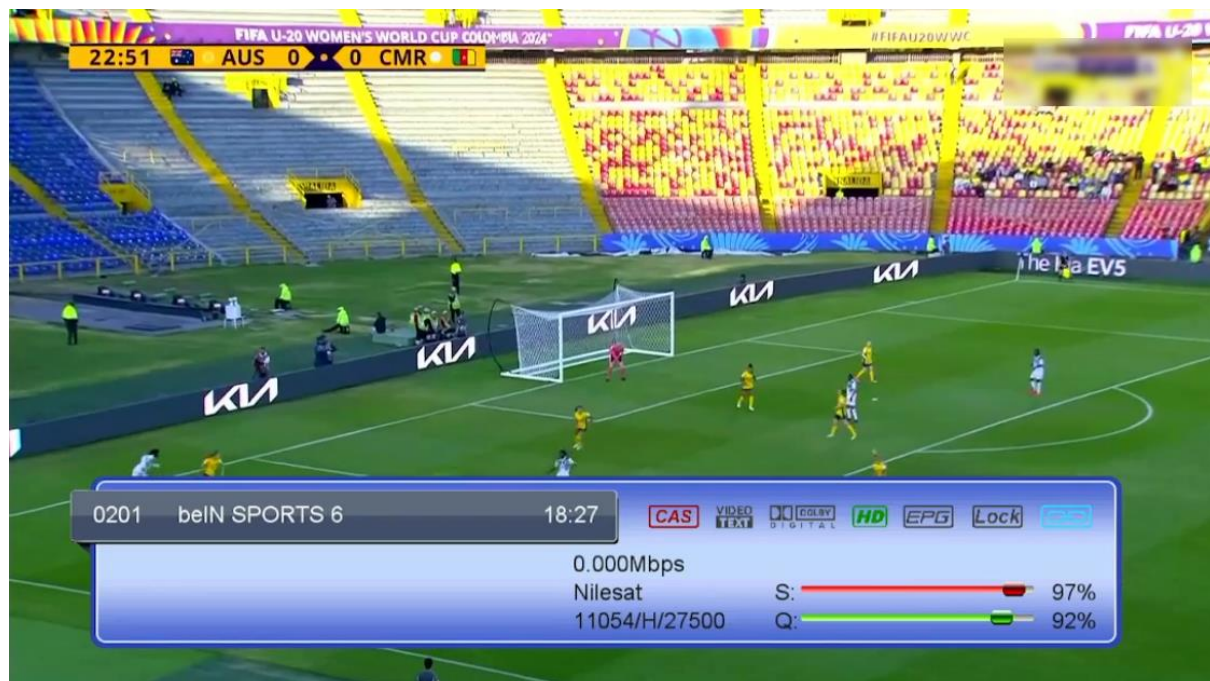 FIFA U-20 WOMEN'S WORLD CUP COLOMBIA 2024
#FIFAU20WWC
FIFA U-20
22:51 AUS 0 0 CMR
SALIDA
SALIDA
The Kia EV5
KIA
KIA
KIA
KIA
KIA
0201 beIN SPORTS 6 18:27
CAS VIDEO TEXT DOLBY DIGITAL HD EPG Lock
0.000Mbps
Nilesat S: 97%
11054/H/27500 Q: 92%